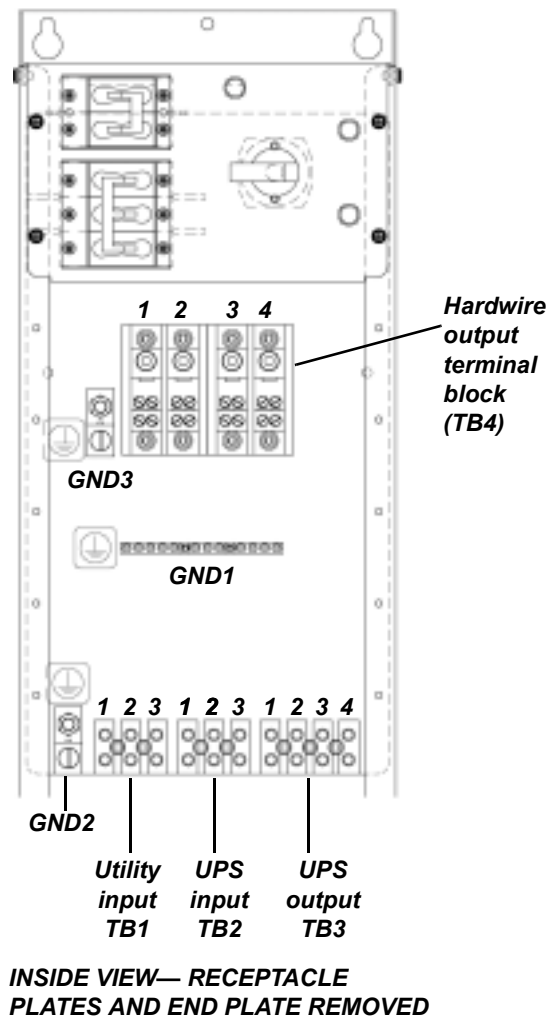 1 2 3 4
Hardwire
output
terminal
block
(TB4)
GND3
GND1
1 2 3 1 2 3 1 2 3 4
GND2
Utility
input
TB1
UPS
input
TB2
UPS
output
TB3
INSIDE VIEW— RECEPTACLE
PLATES AND END PLATE REMOVED